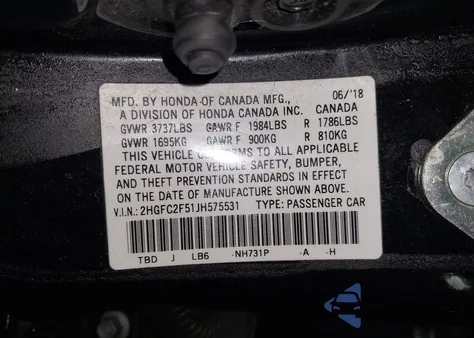 MFD. BY HONDA OF CANADA MFG., 06/'18
A DIVISION OF HONDA CANADA INC. CANADA
GVWR 3737LBS GAWR F 1984LBS R 1786LBS
GVWR 1695KG GAWR F 900KG R 810KG
THIS VEHICLE TO ALL APPLICABLE
FEDERAL MOTOR VEHICLE SAFETY, BUMPER,
AND THEFT PREVENTION STANDARDS IN EFFECT
ON THE DATE OF MANUFACTURE SHOWN ABOVE.
V.I.N.: 2HGFC2F51JH575531 TYPE: PASSENGER CAR
TBD J LB6 -NH731P -A -H